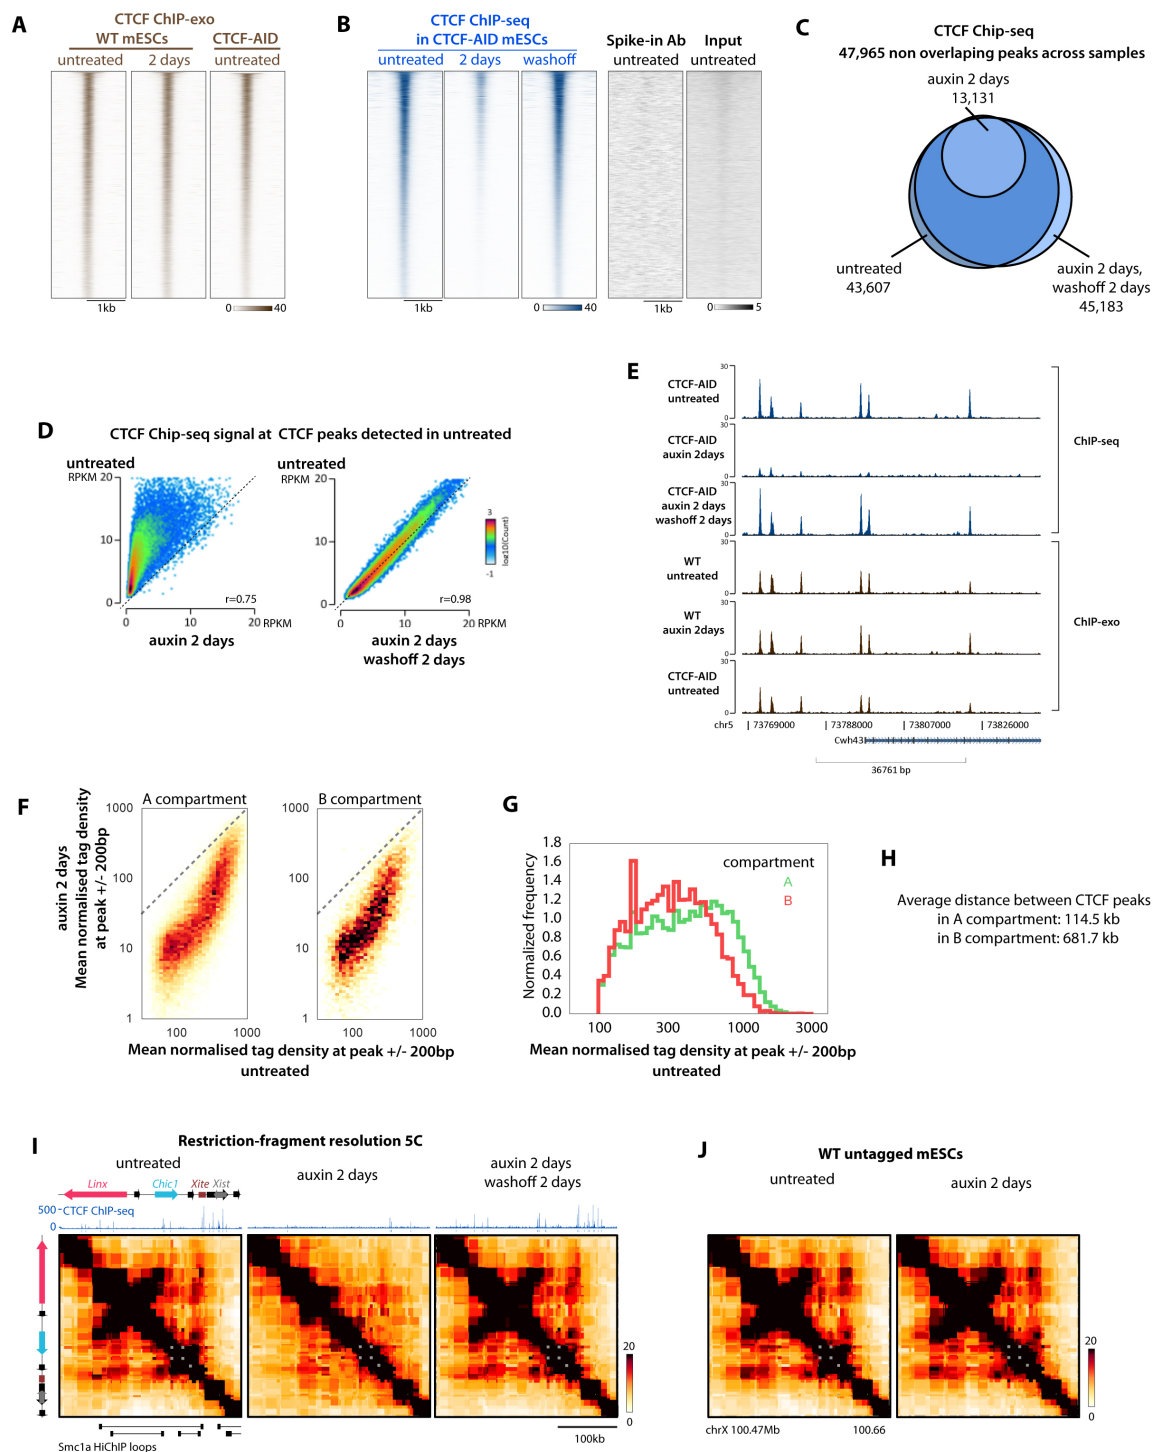 A
CTCF ChIP-exo
WT mESCs
CTCF-AID
untreated
2 days
untreated
1kb
0
40
B
CTCF ChIP-seq
in CTCF-AID mESCs
untreated
2 days
washoff
Spike-in Ab
untreated
Input
untreated
1kb
0
40
1kb
0
5
C
CTCF Chip-seq
47,965 non overlaping peaks across samples
auxin 2 days
13,131
untreated
43,607
auxin 2 days,
washoff 2 days
45,183
D
CTCF Chip-seq signal at CTCF peaks detected in untreated
untreated
RPKM
20
10
0
r=0.75
0
10
20 RPKM
auxin 2 days
untreated
RPKM
20
10
0
r=0.98
0
10
20 RPKM
auxin 2 days
washoff 2 days
3
-1
log10(Count)
E
CTCF-AID
untreated
30
0
CTCF-AID
auxin 2days
30
0
CTCF-AID
auxin 2 days
washoff 2 days
30
0
ChIP-seq
WT
untreated
30
0
WT
auxin 2days
30
0
CTCF-AID
untreated
30
0
ChIP-exo
chr5
| 73769000
| 73788000
| 73807000
| 73826000
Cwh43
36761 bp
F
A compartment
B compartment
auxin 2 days
Mean normalised tag density
at peak +/- 200bp
1000
100
10
1
100
1000
1000
100
10
1
100
1000
Mean normalised tag density at peak +/- 200bp
untreated
G
Normalized frequency
1.8
1.6
1.4
1.2
1.0
0.8
0.6
0.4
0.2
0.0
compartment
A
B
100
300
1000
3000
Mean normalised tag density at peak +/- 200bp
untreated
H
Average distance between CTCF peaks
in A compartment: 114.5 kb
in B compartment: 681.7 kb
I
Restriction-fragment resolution 5C
untreated
auxin 2 days
auxin 2 days
washoff 2 days
Linx
Chic1
Xite
Xist
500
CTCF ChIP-seq
0
20
0
100kb
Smc1a HiChIP loops
J
WT untagged mESCs
untreated
auxin 2 days
20
0
chrX 100.47Mb
100.66